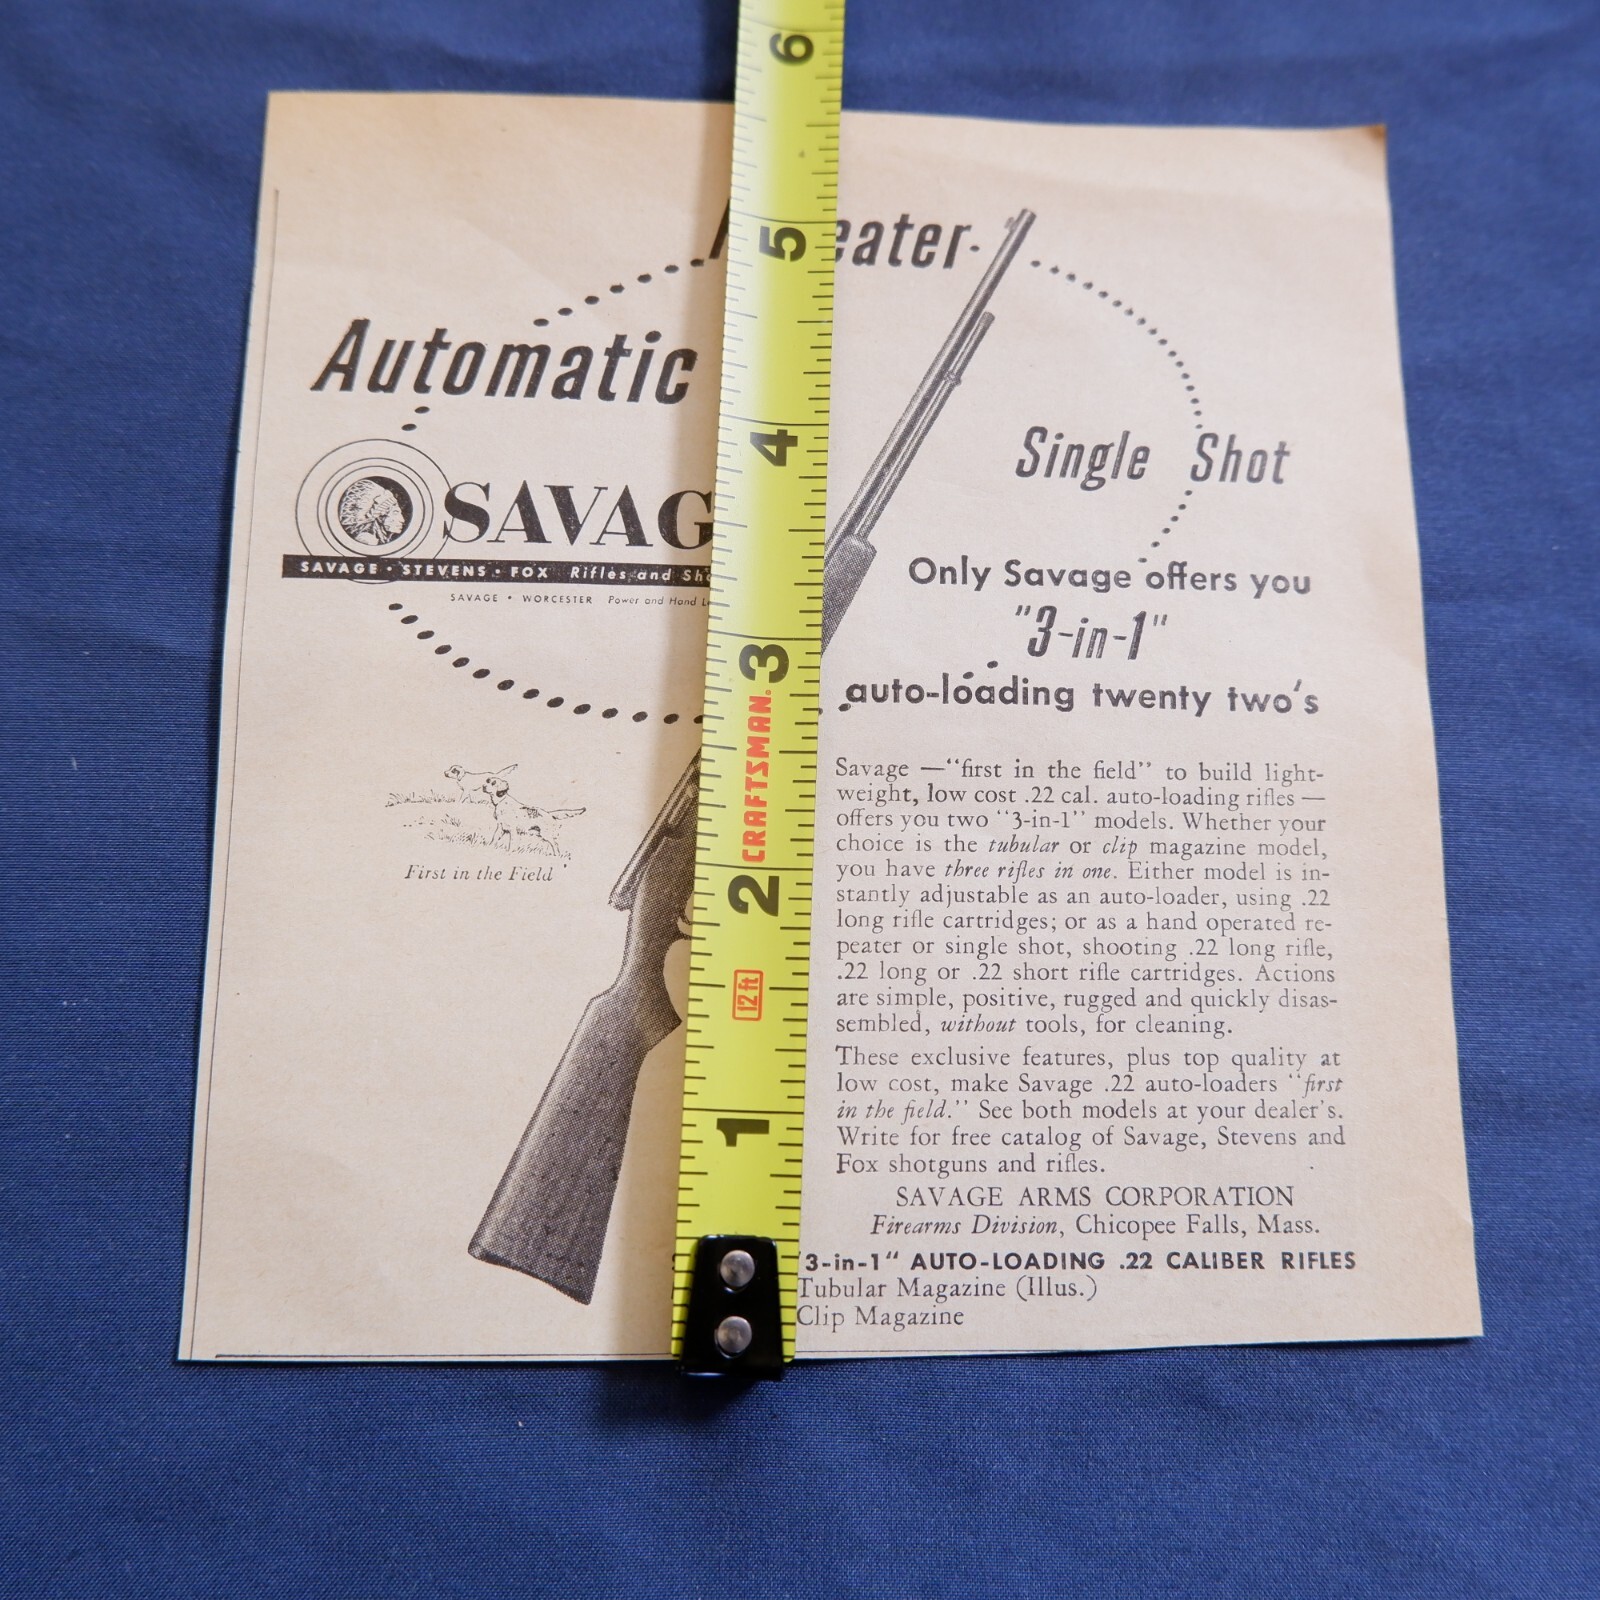 6
5
4
3
CRAFTSMAN
2
12 ft
1
eater
Automatic
Single Shot
SAVAG
SAVAGE · STEVENS · FOX Rifles and
SAVAGE • WORCESTER Power and Hand
First in the Field
Only Savage offers you
"3-in-1"
auto-loading twenty two's
Savage —"first in the field" to build light-
weight, low cost .22 cal. auto-loading rifles —
offers you two "3-in-1" models. Whether your
choice is the tubular or clip magazine model,
you have three rifles in one. Either model is in-
stantly adjustable as an auto-loader, using .22
long rifle cartridges; or as a hand operated re-
peater or single shot, shooting .22 long rifle,
.22 long or .22 short rifle cartridges. Actions
are simple, positive, rugged and quickly disas-
sembled, without tools, for cleaning.
These exclusive features, plus top quality at
low cost, make Savage .22 auto-loaders "first
in the field." See both models at your dealer's.
Write for free catalog of Savage, Stevens and
Fox shotguns and rifles.
SAVAGE ARMS CORPORATION
Firearms Division, Chicopee Falls, Mass.
"3-in-1" AUTO-LOADING .22 CALIBER RIFLES
Tubular Magazine (Illus.)
Clip Magazine